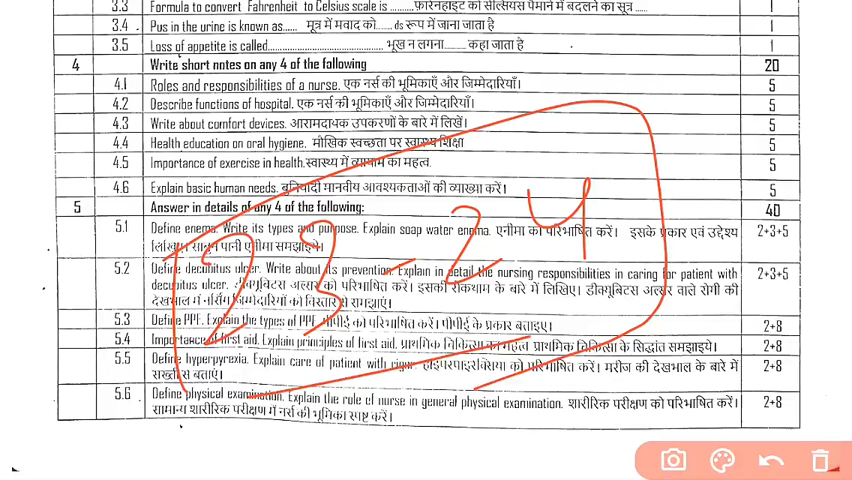 3.3 Formula to convert Fahrenheit to Celsius scale is ..........फ़ारेनहाइट को सेल्सियस पैमाने में बदलने का सूत्र ..... 1
3.4 Pus in the urine is known as...... मूत्र में मवाद को.....ds रूप में जाना जाता है 1
3.5 Loss of appetite is called.................................... भूख न लगना......... कहा जाता है 1
4 Write short notes on any 4 of the following 20
4.1 Roles and responsibilities of a nurse. एक नर्स की भूमिकाएँ और जिम्मेदारियाँ। 5
4.2 Describe functions of hospital. एक नर्स की भूमिकाएँ और जिम्मेदारियाँ। 5
4.3 Write about comfort devices. आरामदायक उपकरणों के बारे में लिखें। 5
4.4 Health education on oral hygiene. मौखिक स्वच्छता पर स्वास्थ्य शिक्षा 5
4.5 Importance of exercise in health.स्वास्थ्य में व्यायाम का महत्व. 5
4.6 Explain basic human needs. बुनियादी मानवीय आवश्यकताओं की व्याख्या करें। 5
5 Answer in details of any 4 of the following: 40
5.1 Define enema. Write its types and purpose. Explain soap water enema. एनीमा को परिभाषित करें। इसके प्रकार एवं उद्देश्य 2+3+5
लिखिए। साबुन पानी एनीमा समझाइये।
5.2 Define decubitus ulcer. Write about its prevention. Explain in detail the nursing responsibilities in caring for patient with 2+3+5
decubitus ulcer. डीक्यूबिटस अल्सर को परिभाषित करें। इसकी रोकथाम के बारे में लिखिए। डीक्यूबिटस अल्सर वाले रोगी की
देखभाल में नर्सिंग जिम्मेदारियों को विस्तार से समझाएं।
5.3 Define PPE. Explain the types of PPE. पीपीई को परिभाषित करें। पीपीई के प्रकार बताइए। 2+8
5.4 Importance of first aid. Explain principles of first aid. प्राथमिक चिकित्सा का महत्व प्राथमिक चिकित्सा के सिद्धांत समझाइये। 2+8
5.5 Define hyperpyrexia. Explain care of patient with rigor. हाइपरपाइरेक्सिया को परिभाषित करें। मरीज की देखभाल के बारे में 2+8
बताएं।
5.6 Define physical examination. Explain the role of nurse in general physical examination. शारीरिक परीक्षण को परिभाषित करें। 2+8
सामान्य शारीरिक परीक्षण में नर्स की भूमिका स्पष्ट करें।
23-24